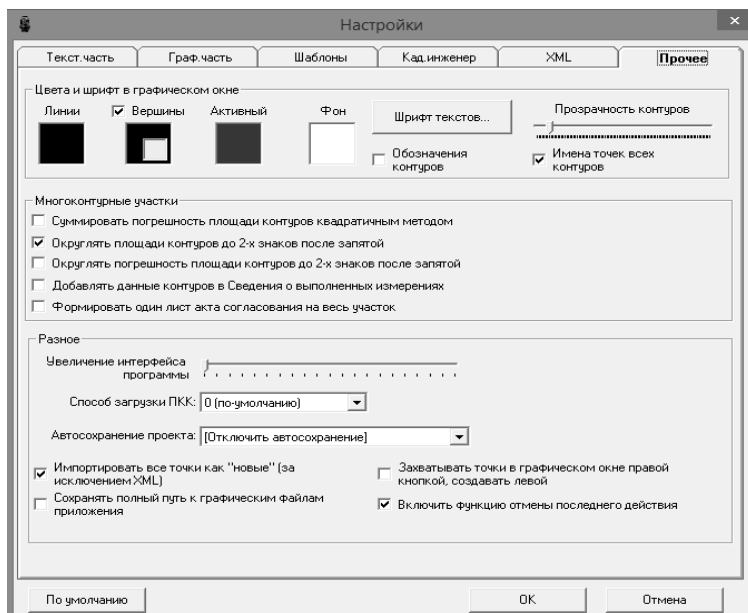 Настройки
Текст.часть
Граф.часть
Шаблоны
Кад.инженер
XML
Прочее
Цвета и шрифт в графическом окне
Линии
Вершины
Активный
Фон
Шрифт текстов...
Обозначения
контуров
Прозрачность контуров
Имена точек всех
контуров
Многоконтурные участки
Суммировать погрешность площади контуров квадратичным методом
Округлять площади контуров до 2-х знаков после запятой
Округлять погрешность площади контуров до 2-х знаков после запятой
Добавлять данные контуров в Сведения о выполненных измерениях
Формировать один лист акта согласования на весь участок
Разное
Увеличение интерфейса
программы
Способ загрузки ПКК: 0 (по-умолчанию)
Автосохранение проекта: [Отключить автосохранение]
Импортировать все точки как "новые" (за
исключением XML)
Сохранять полный путь к графическим файлам
приложения
Захватывать точки в графическом окне правой
кнопкой, создавать левой
Включить функцию отмены последнего действия
По умолчанию
OK
Отмена